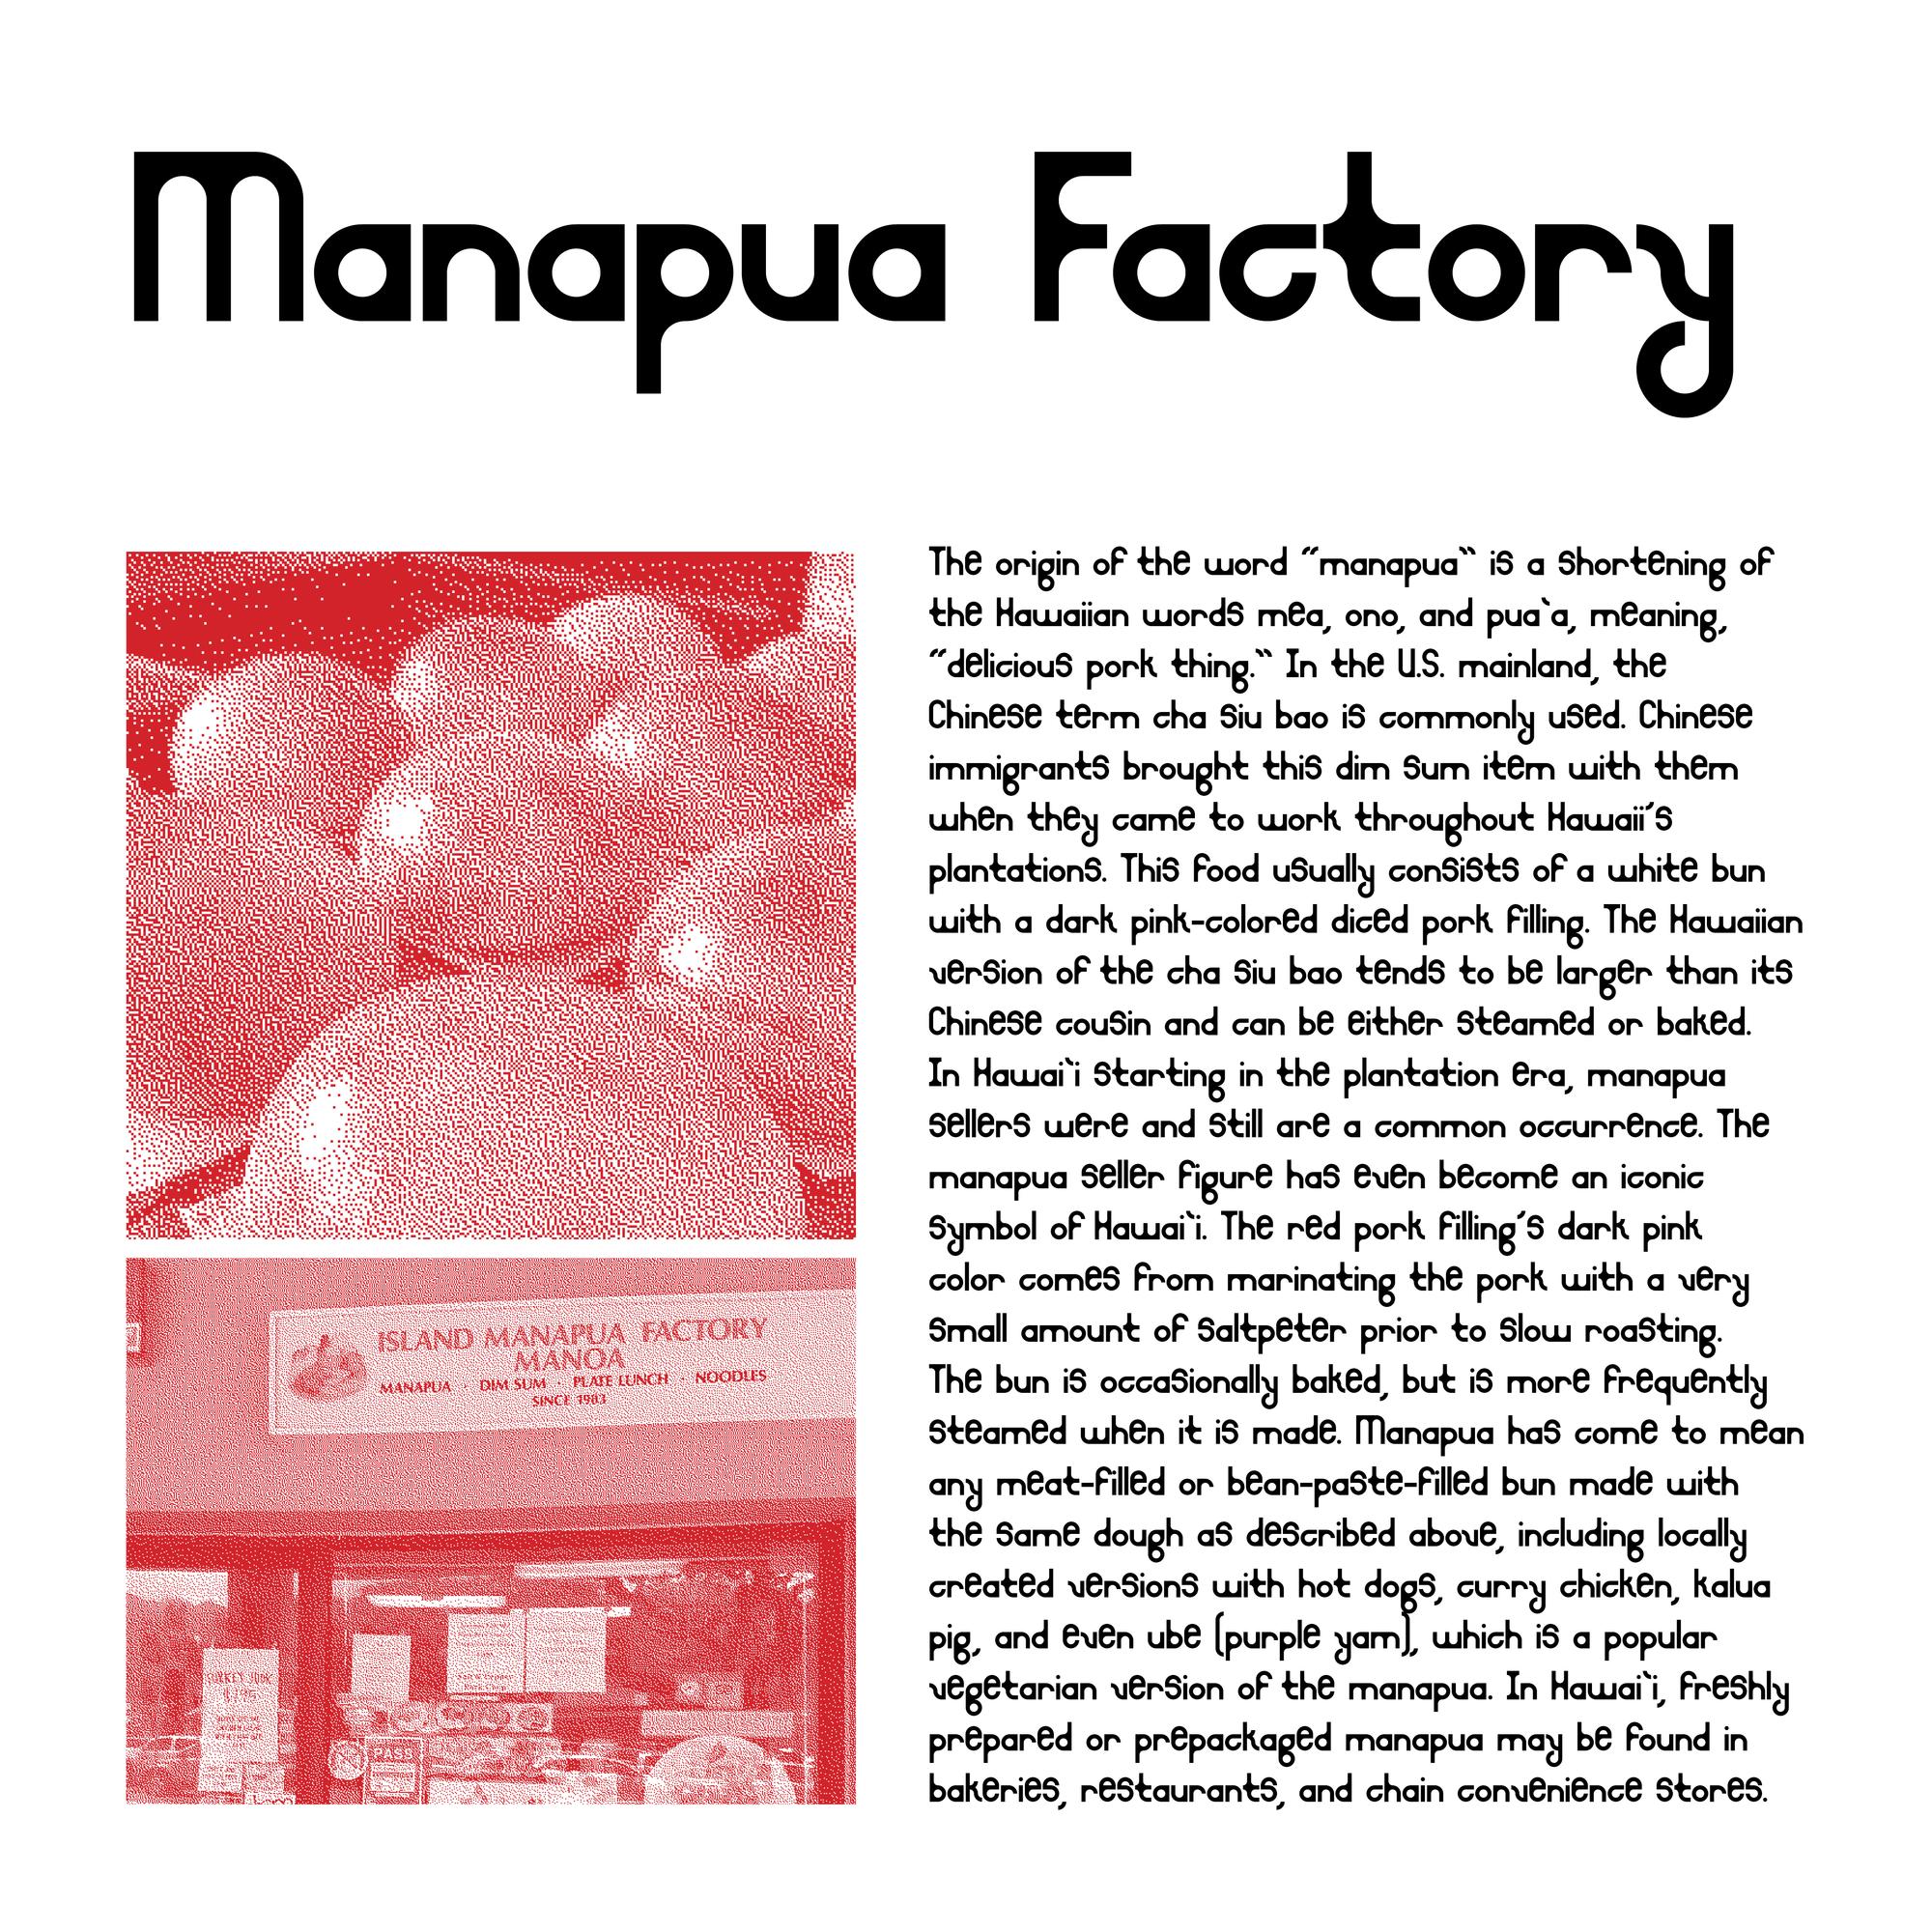 Manapua Factory
The origin of the word “manapua” is a shortening of
the Hawaiian words mea, ono, and pua`a, meaning,
“delicious pork thing.” In the U.S. mainland, the
Chinese term cha siu bao is commonly used. Chinese
immigrants brought this dim sum item with them
when they came to work throughout Hawaii's
plantations. This food usually consists of a white bun
with a dark pink-colored diced pork filling. The Hawaiian
version of the cha siu bao tends to be larger than its
Chinese cousin and can be either steamed or baked.
In Hawai`i starting in the plantation era, manapua
sellers were and still are a common occurrence. The
manapua seller figure has even become an iconic
symbol of Hawai`i. The red pork filling's dark pink
color comes from marinating the pork with a very
small amount of saltpeter prior to slow roasting.
The bun is occasionally baked, but is more frequently
steamed when it is made. Manapua has come to mean
any meat-filled or bean-paste-filled bun made with
the same dough as described above, including locally
created versions with hot dogs, curry chicken, kalua
pig, and even ube (purple yam), which is a popular
vegetarian version of the manapua. In Hawai`i, freshly
prepared or prepackaged manapua may be found in
bakeries, restaurants, and chain convenience stores.
ISLAND MANAPUA FACTORY
MANOA
MANAPUA · DIM SUM · PLATE LUNCH · NOODLES
SINCE 1983
PASS